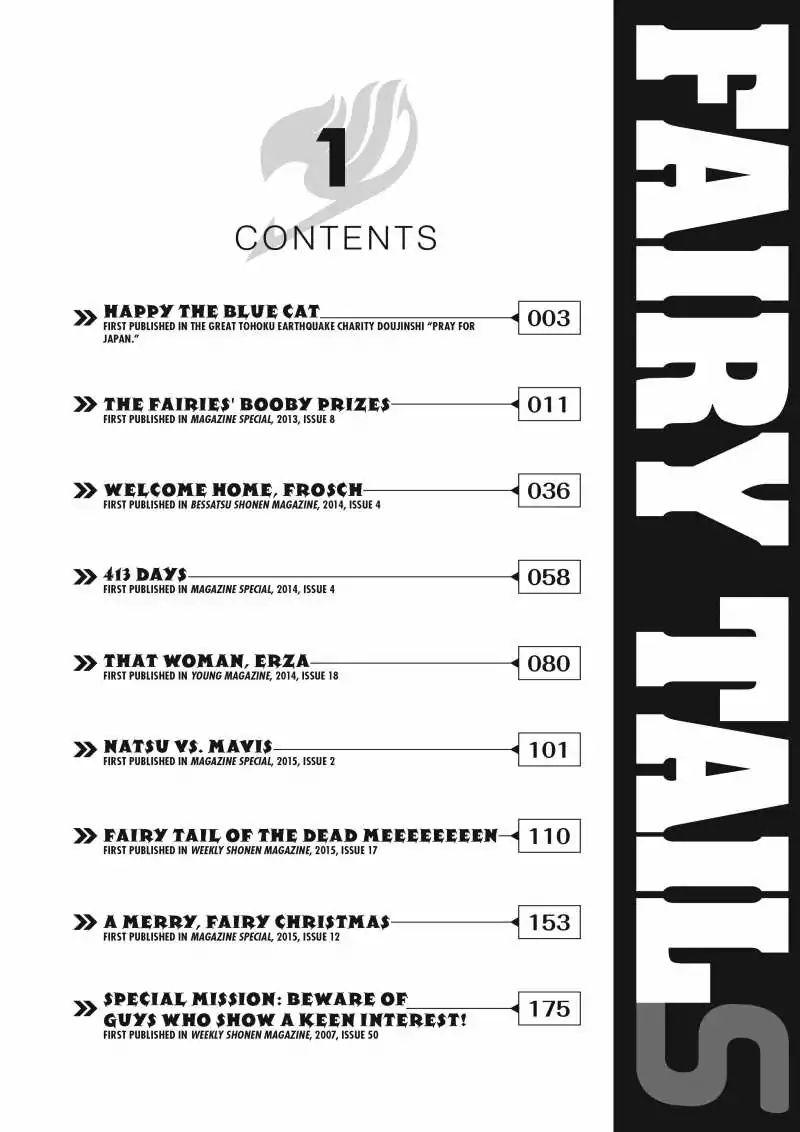 1
CONTENTS
HAPPY THE BLUE CAT 003
FIRST PUBLISHED IN THE GREAT TOHOKU EARTHQUAKE CHARITY DOUJINSHI “PRAY FOR
JAPAN.”
THE FAIRIES' BOOBY PRIZES 011
FIRST PUBLISHED IN MAGAZINE SPECIAL, 2013, ISSUE 8
WELCOME HOME, FROSCH 036
FIRST PUBLISHED IN BESSATSU SHONEN MAGAZINE, 2014, ISSUE 4
413 DAYS 058
FIRST PUBLISHED IN MAGAZINE SPECIAL, 2014, ISSUE 4
THAT WOMAN, ERZA 080
FIRST PUBLISHED IN YOUNG MAGAZINE, 2014, ISSUE 18
NATSU VS. MAVIS 101
FIRST PUBLISHED IN MAGAZINE SPECIAL, 2015, ISSUE 2
FAIRY TAIL OF THE DEAD MEEEEEEEEN 110
FIRST PUBLISHED IN WEEKLY SHONEN MAGAZINE, 2015, ISSUE 17
A MERRY, FAIRY CHRISTMAS 153
FIRST PUBLISHED IN MAGAZINE SPECIAL, 2015, ISSUE 12
SPECIAL MISSION: BEWARE OF
GUYS WHO SHOW A KEEN INTEREST! 175
FIRST PUBLISHED IN WEEKLY SHONEN MAGAZINE, 2007, ISSUE 50
FAIRY TAIL S